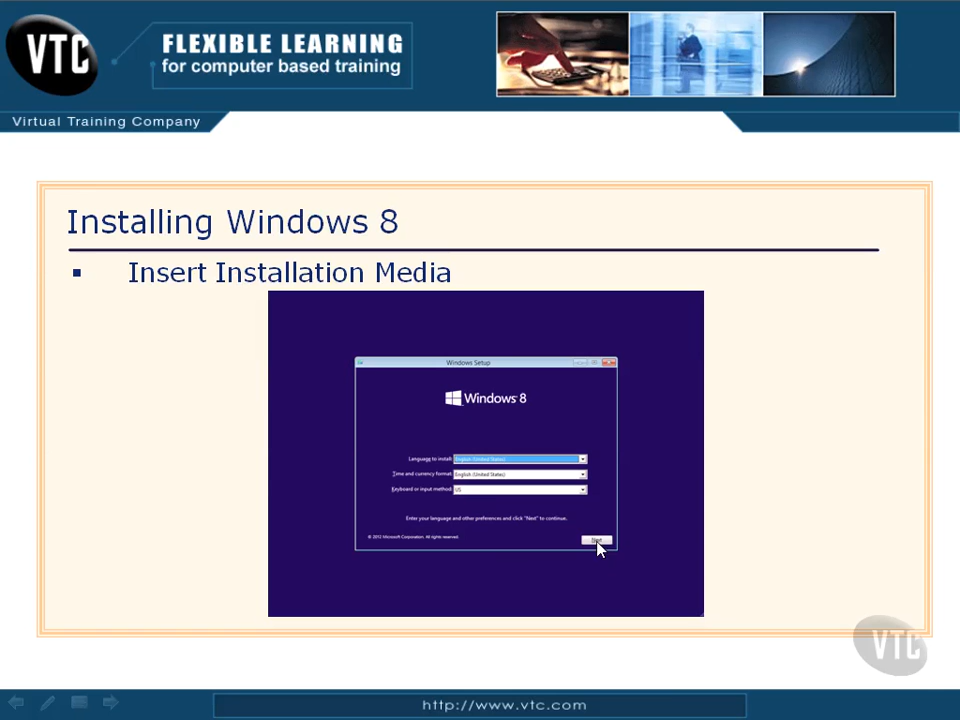 VTC
FLEXIBLE LEARNING
for computer based training
Virtual Training Company
Installing Windows 8
▪ Insert Installation Media
Windows Setup
Windows 8
Language to install: English (United States)
Time and currency format: English (United States)
Keyboard or input method: US
Enter your language and other preferences and click "Next" to continue.
© 2012 Microsoft Corporation. All rights reserved.
Next
VTC
http://www.vtc.com